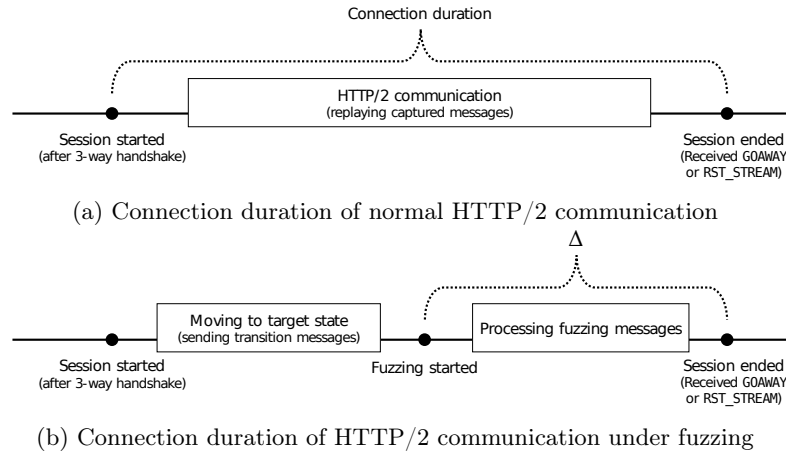 Connection duration
HTTP/2 communication
(replaying captured messages)
Session started
(after 3-way handshake)
Session ended
(Received GOAWAY
or RST_STREAM)
(a) Connection duration of normal HTTP/2 communication
Δ
Moving to target state
(sending transition messages)
Processing fuzzing messages
Session started
(after 3-way handshake)
Fuzzing started
Session ended
(Received GOAWAY
or RST_STREAM)
(b) Connection duration of HTTP/2 communication under fuzzing